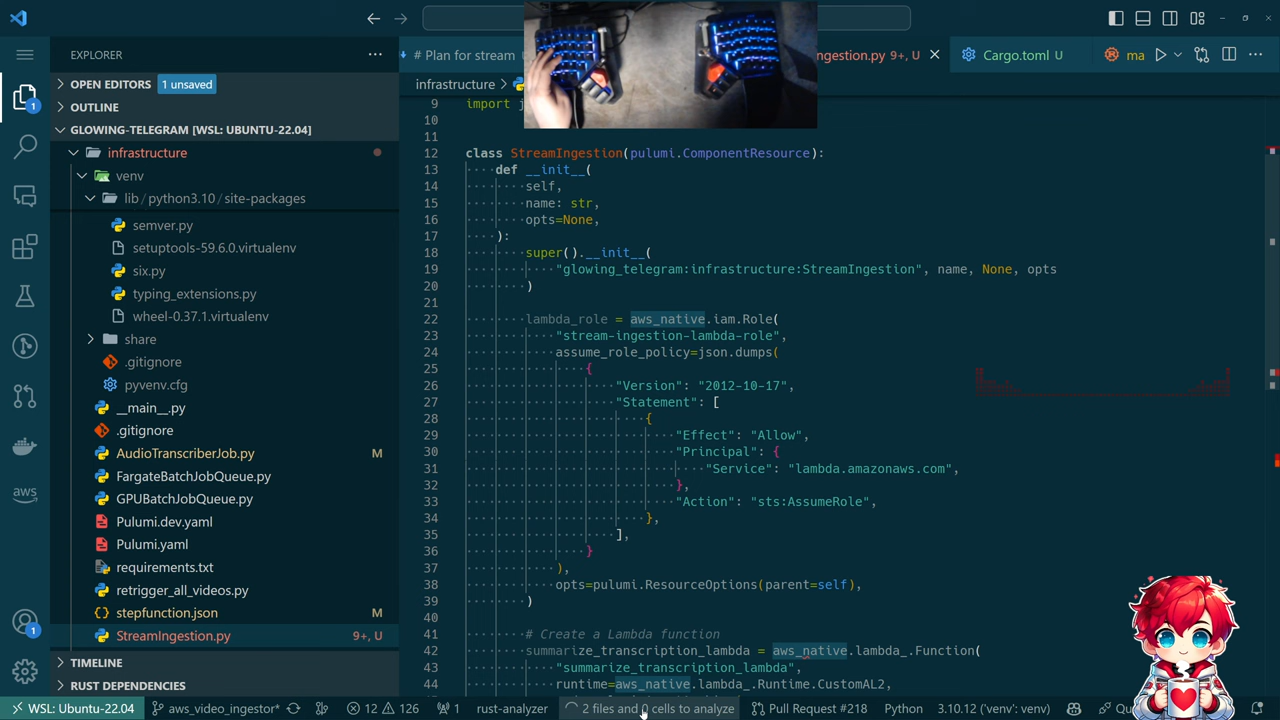 EXPLORER
OPEN EDITORS 1 unsaved
OUTLINE
GLOWING-TELEGRAM [WSL: UBUNTU-22.04]
infrastructure
venv
lib / python3.10 / site-packages
semver.py
setuptools-59.6.0.virtualenv
six.py
typing_extensions.py
wheel-0.37.1.virtualenv
share
.gitignore
pyvenv.cfg
__main__.py
.gitignore
AudioTranscriberJob.py M
FargateBatchJobQueue.py
GPUBatchJobQueue.py
Pulumi.dev.yaml
Pulumi.yaml
requirements.txt
retrigger_all_videos.py
stepfunction.json M
StreamIngestion.py 9+, U
TIMELINE
RUST DEPENDENCIES
1
1
aws
# Plan for stream
ngestion.py 9+, U
Cargo.toml U
ma
infrastructure >
9 import j
10
11
12 class StreamIngestion(pulumi.ComponentResource):
13 def __init__(
14 self,
15 name: str,
16 opts=None,
17 ):
18 super().__init__(
19 "glowing_telegram:infrastructure:StreamIngestion", name, None, opts
20 )
21
22 lambda_role = aws_native.iam.Role(
23 "stream-ingestion-lambda-role",
24 assume_role_policy=json.dumps(
25 {
26 "Version": "2012-10-17",
27 "Statement": [
28 {
29 "Effect": "Allow",
30 "Principal": {
31 "Service": "lambda.amazonaws.com",
32 },
33 "Action": "sts:AssumeRole",
34 },
35 ],
36 }
37 ),
38 opts=pulumi.ResourceOptions(parent=self),
39 )
40
41 # Create a Lambda function
42 summarize_transcription_lambda = aws_native.lambda_.Function(
43 "summarize_transcription_lambda",
44 runtime=aws_native.lambda_.Runtime.CustomAL2,
WSL: Ubuntu-22.04 aws_video_ingestor* 12 126 1 rust-analyzer 2 files and 0 cells to analyze Pull Request #218 Python 3.10.12 ('venv': venv)